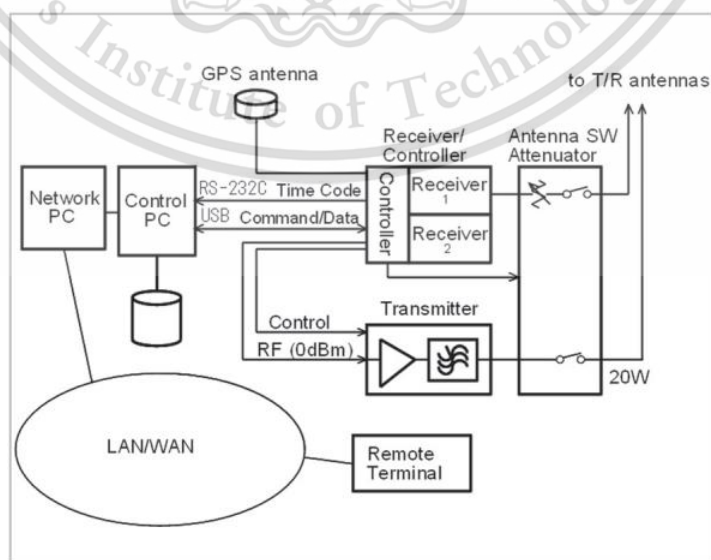 s Institute of Technolog
GPS antenna
to T/R antennas
Receiver/
Controller
Antenna SW
Attenuator
Network
PC
Control
PC
RS-232C Time Code
USB Command/Data
Controller
Receiver
1
Receiver
2
Control
RF (0dBm)
Transmitter
20W
LAN/WAN
Remote
Terminal